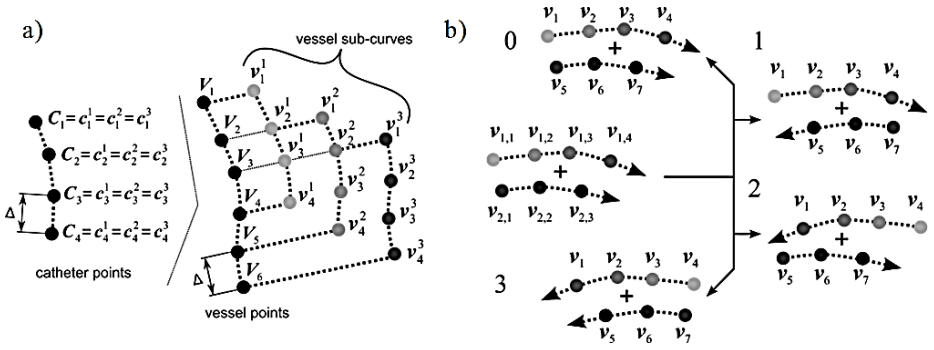 a)
vessel sub-curves
C₁ = c₁¹ = c₁² = c₁³
C₂ = c₂¹ = c₂² = c₂³
C₃ = c₃¹ = c₃² = c₃³
C₄ = c₄¹ = c₄² = c₄³
Δ
catheter points
V₁ v₁¹
V₂ v₂¹ v₁² v₁³
V₃ v₃¹ v₂² v₂³
V₄ v₄¹ v₃² v₃³
V₅ v₄² v₄³
V₆
Δ
vessel points
b)
0
v₁ v₂ v₃ v₄
+
v₅ v₆ v₇
1
v₁ v₂ v₃ v₄
+
v₅ v₆ v₇
v₁,₁ v₁,₂ v₁,₃ v₁,₄
+
v₂,₁ v₂,₂ v₂,₃
2
v₁ v₂ v₃ v₄
+
v₅ v₆ v₇
3
v₁ v₂ v₃ v₄
+
v₅ v₆ v₇